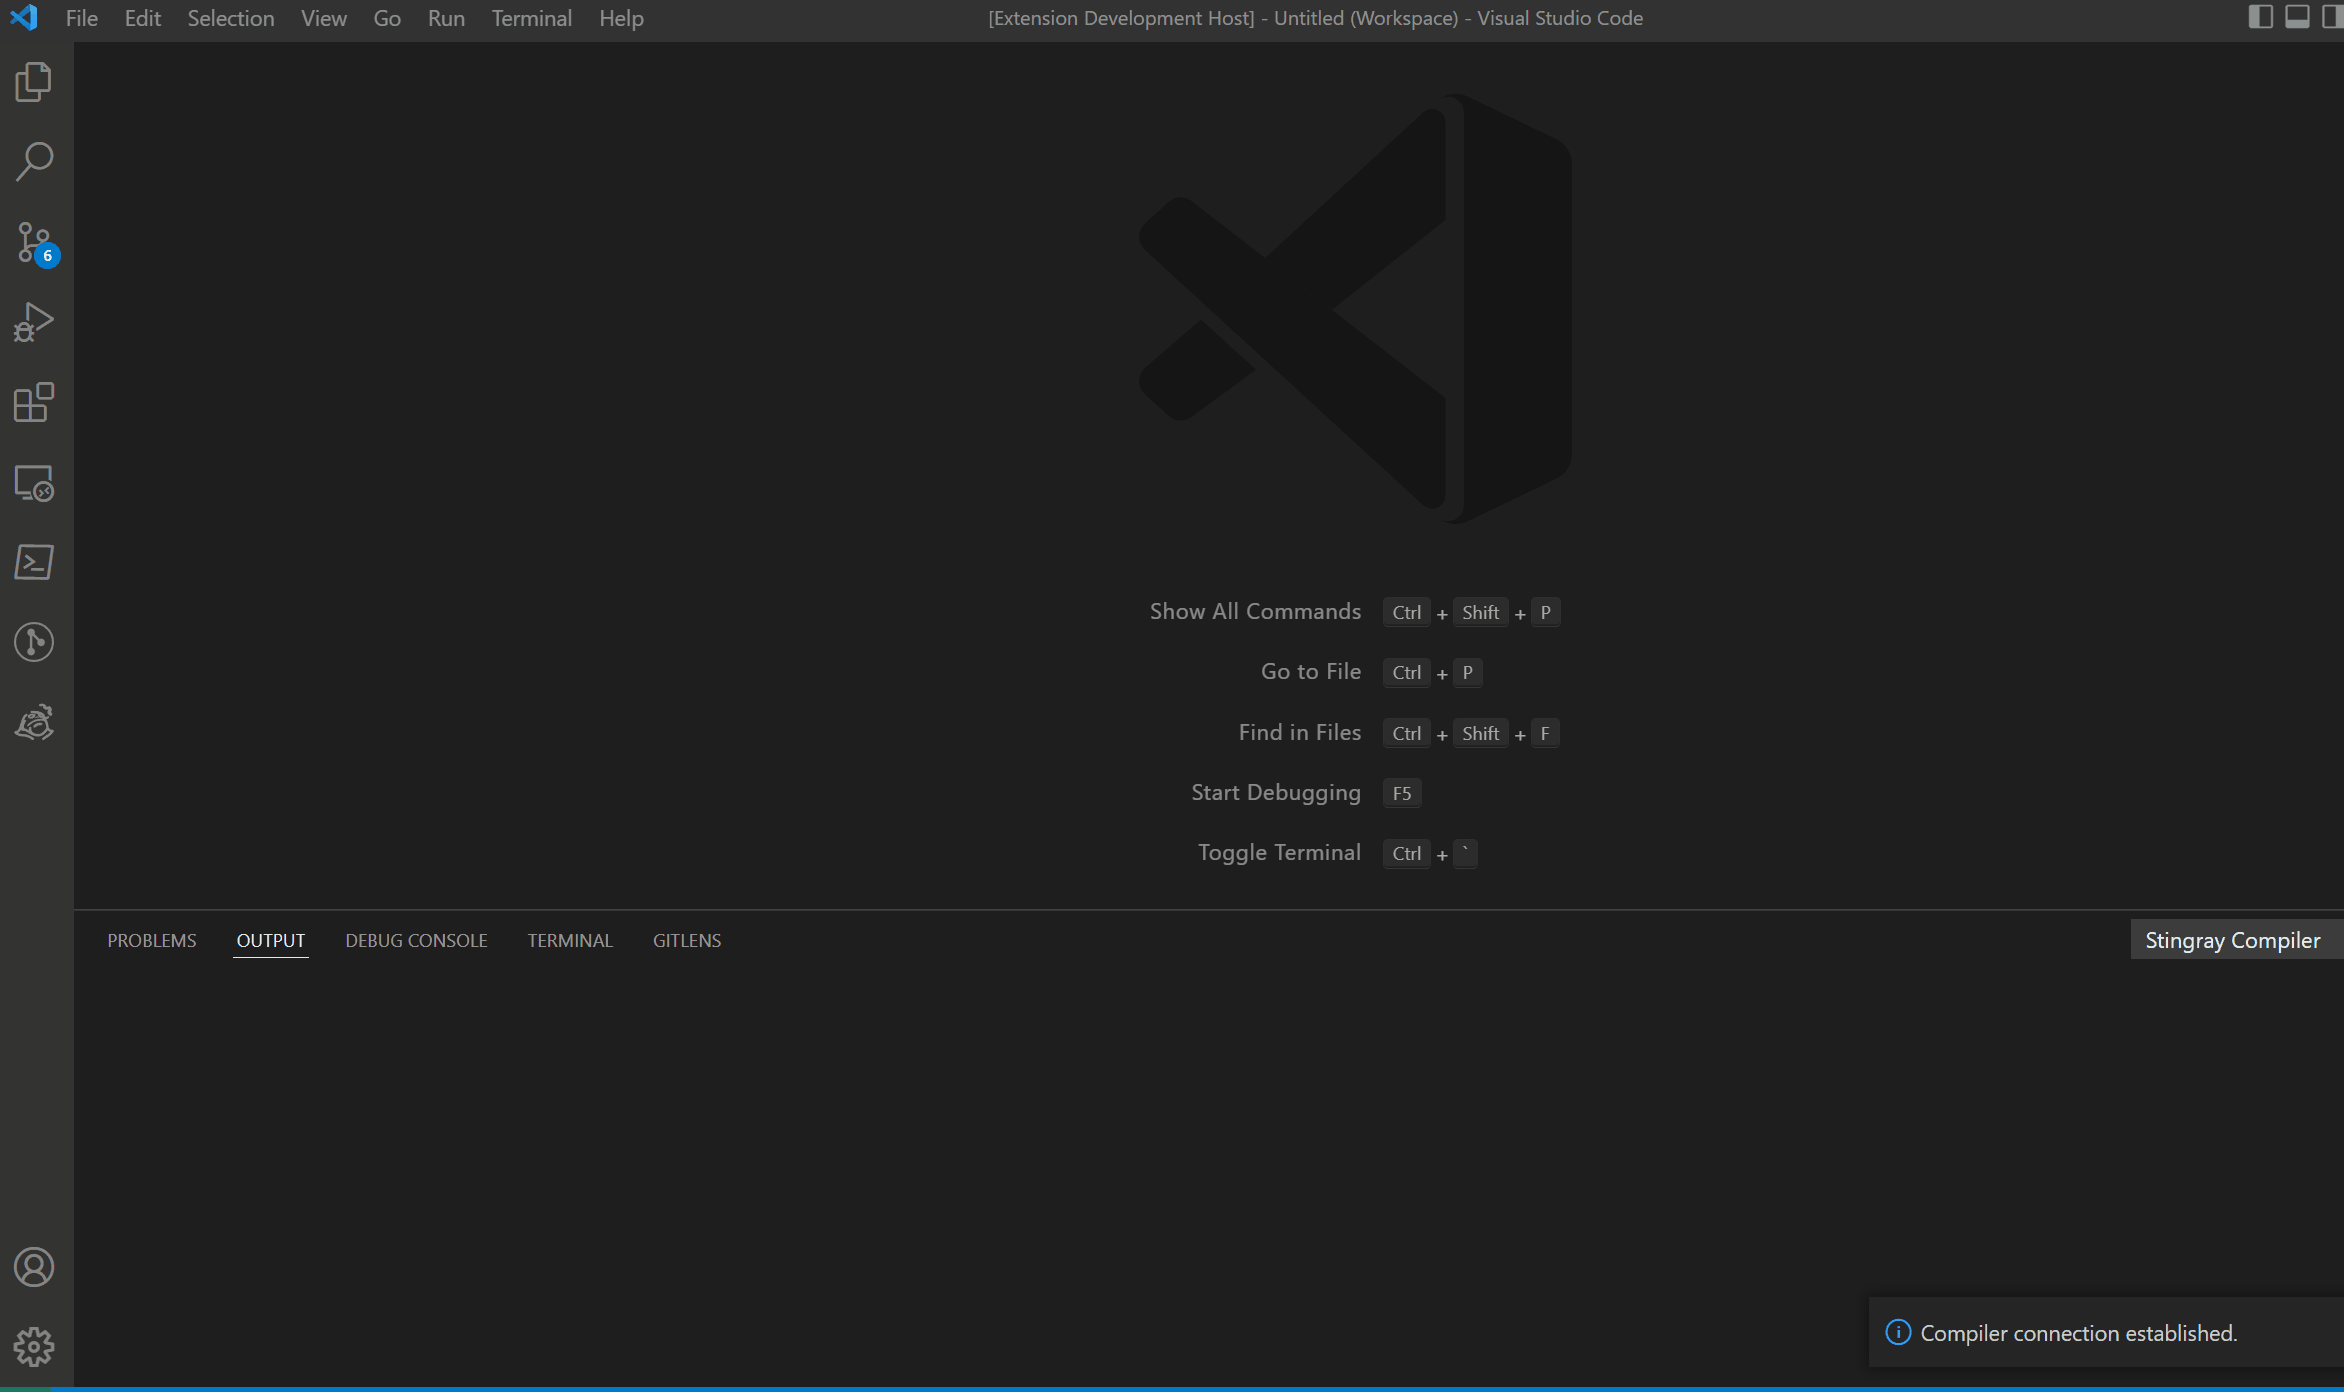 File Edit Selection View Go Run Terminal Help [Extension Development Host] - Untitled (Workspace) - Visual Studio Code
6
Show All Commands Ctrl + Shift + P
Go to File Ctrl + P
Find in Files Ctrl + Shift + F
Start Debugging F5
Toggle Terminal Ctrl + `
PROBLEMS OUTPUT DEBUG CONSOLE TERMINAL GITLENS Stingray Compiler
Compiler connection established.